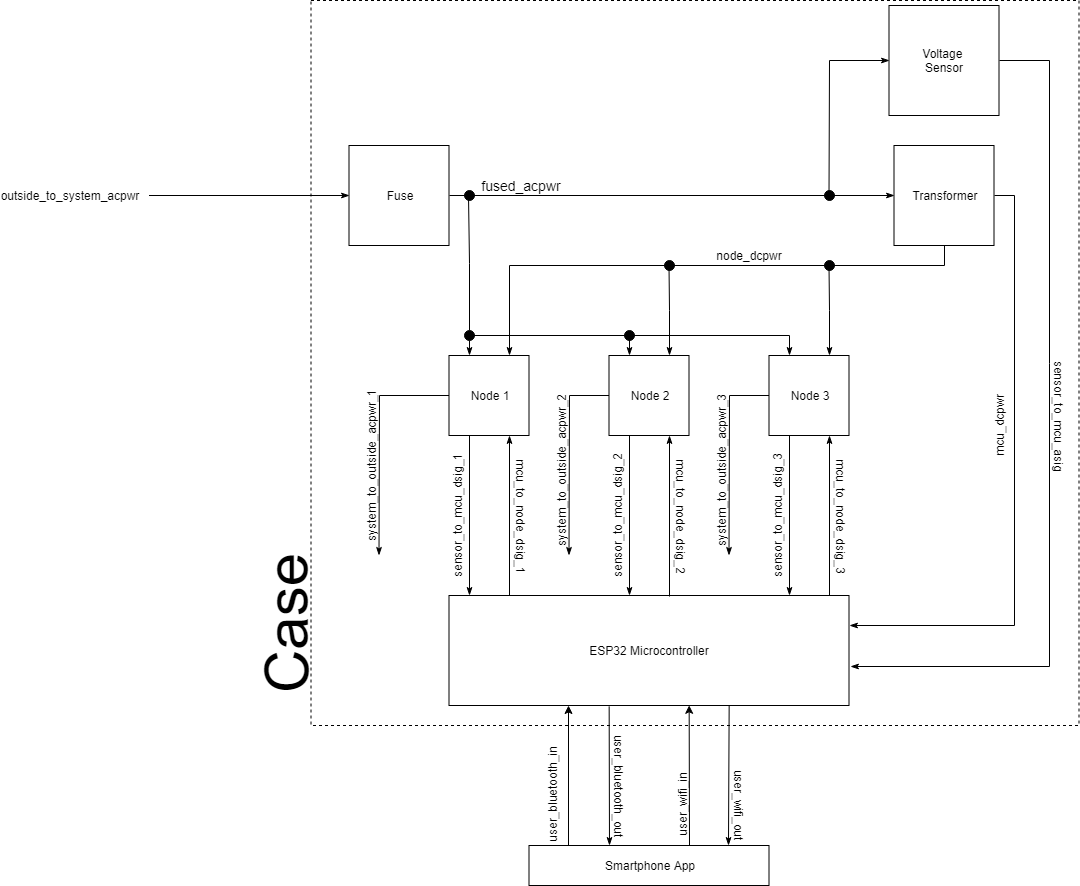 Voltage
Sensor
outside_to_system_acpwr
Fuse
fused_acpwr
Transformer
node_dcpwr
Node 1
Node 2
Node 3
system_to_outside_acpwr_1
sensor_to_mcu_dsig_1
mcu_to_node_dsig_1
system_to_outside_acpwr_2
sensor_to_mcu_dsig_2
mcu_to_node_dsig_2
system_to_outside_acpwr_3
sensor_to_mcu_dsig_3
mcu_to_node_dsig_3
mcu_dcpwr
sensor_to_mcu_asig
Case
ESP32 Microcontroller
user_bluetooth_in
user_bluetooth_out
user_wifi_in
user_wifi_out
Smartphone App